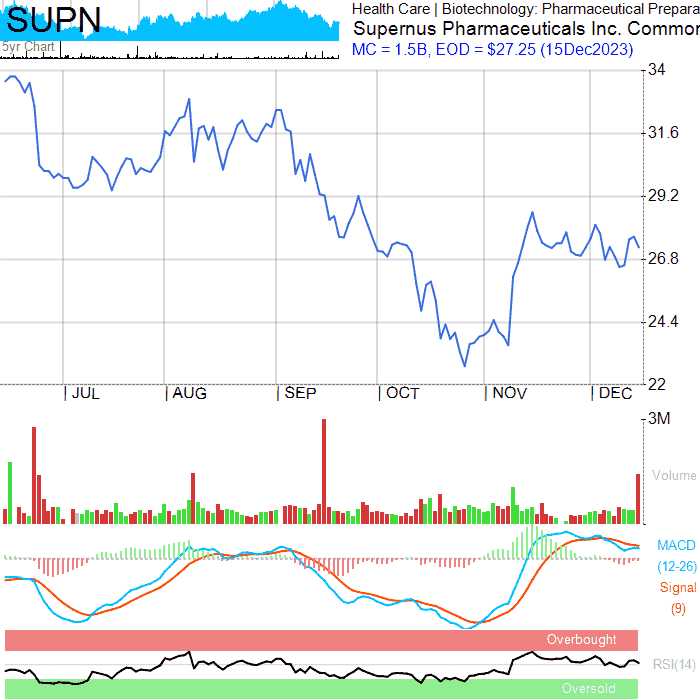 SUPN
5yr Chart
Health Care | Biotechnology: Pharmaceutical Prepara
Supernus Pharmaceuticals Inc. Common
MC = 1.5B, EOD = $27.25 (15Dec2023)
34
31.6
29.2
26.8
24.4
22
| JUL | AUG | SEP | OCT | NOV | DEC
3M
Volume
MACD
(12-26)
Signal
(9)
Overbought
RSI(14)
Oversold